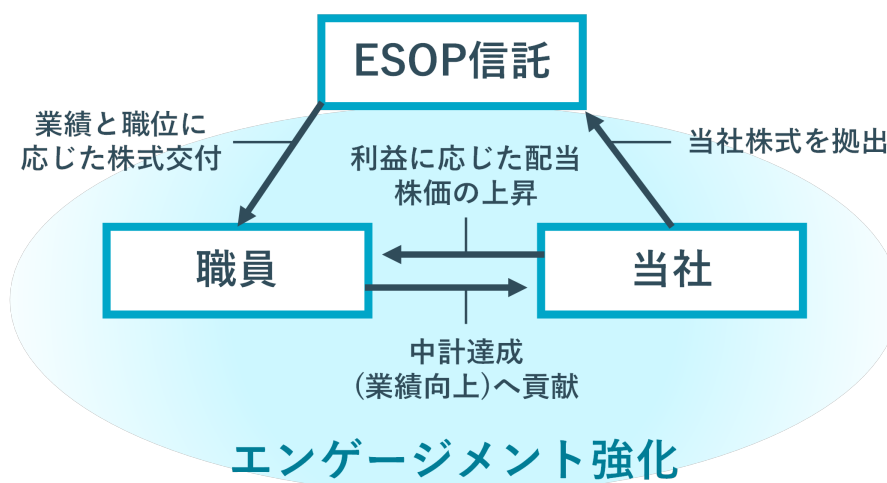 ESOP信託
業績と職位に
応じた株式交付
当社株式を拠出
利益に応じた配当
株価の上昇
職員
当社
中計達成
(業績向上)へ貢献
エンゲージメント強化